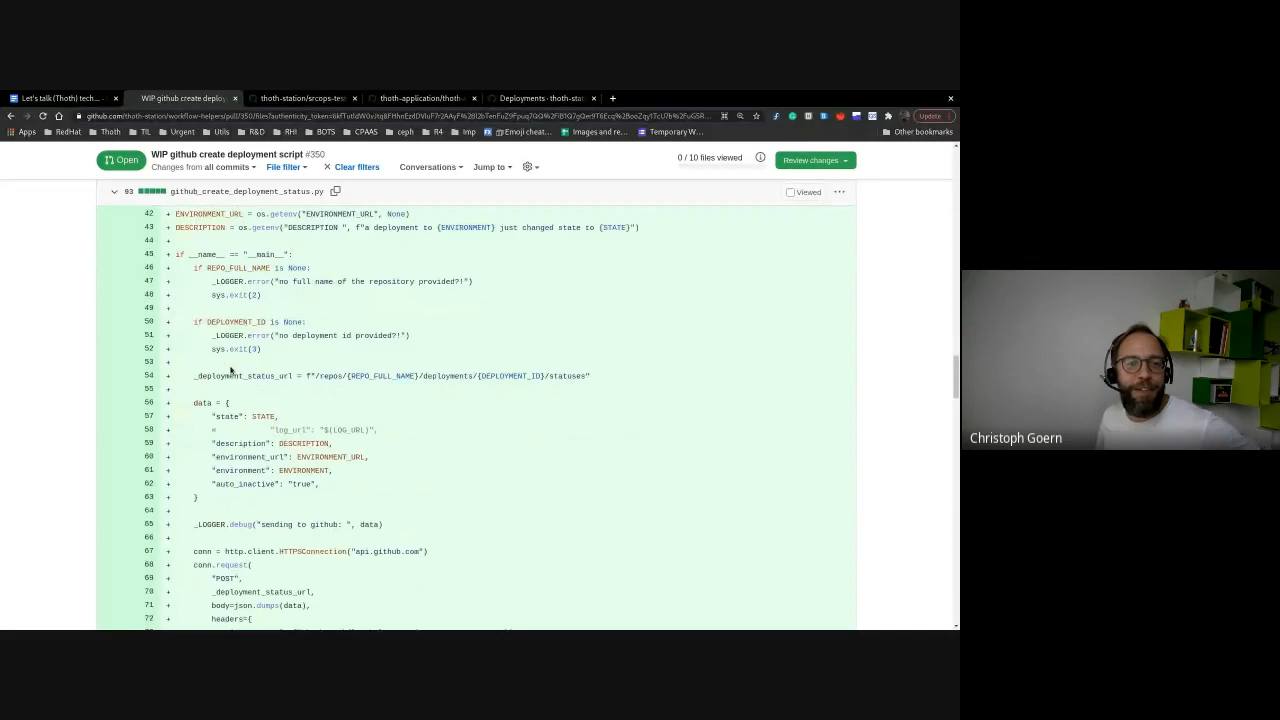 Let's talk (Thoth) tech...
WIP github create deploy
thoth-station/srcops-test
thoth-application/thoth-
Deployments · thoth-stat
Update
Apps
RedHat
Thoth
TIL
Urgent
Utils
R&D
RHI
BOTS
CPAAS
ceph
R4
Imp
Emoji cheat...
Images and re...
Temporary W...
Other bookmarks
Open
WIP github create deployment script #350
Changes from all commits
File filter
Clear filters
Conversations
Jump to
0 / 10 files viewed
Review changes
93 github_create_deployment_status.py
Viewed
42 + ENVIRONMENT_URL = os.getenv("ENVIRONMENT_URL", None)
43 + DESCRIPTION = os.getenv("DESCRIPTION ", f"a deployment to {ENVIRONMENT} just changed state to {STATE}")
44 +
45 + if __name__ == "__main__":
46 + if REPO_FULL_NAME is None:
47 + _LOGGER.error("no full name of the repository provided?!")
48 + sys.exit(2)
49 +
50 + if DEPLOYMENT_ID is None:
51 + _LOGGER.error("no deployment id provided?!")
52 + sys.exit(3)
53 +
54 + _deployment_status_url = f"/repos/{REPO_FULL_NAME}/deployments/{DEPLOYMENT_ID}/statuses"
55 +
56 + data = {
57 + "state": STATE,
58 + # "log_url": "$(LOG_URL)",
59 + "description": DESCRIPTION,
60 + "environment_url": ENVIRONMENT_URL,
61 + "environment": ENVIRONMENT,
62 + "auto_inactive": "true",
63 + }
64 +
65 + _LOGGER.debug("sending to github: ", data)
66 +
67 + conn = http.client.HTTPSConnection("api.github.com")
68 + conn.request(
69 + "POST",
70 + _deployment_status_url,
71 + body=json.dumps(data),
72 + headers={
Christoph Goern